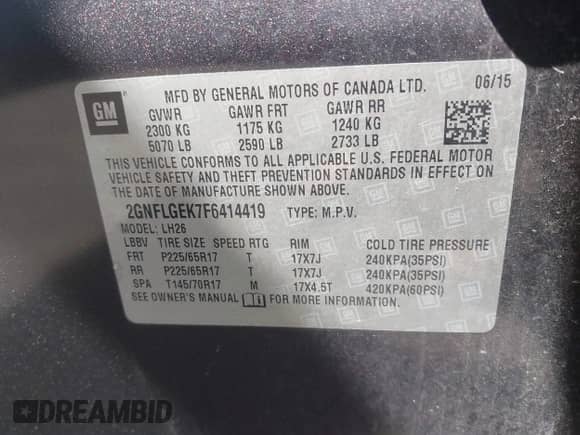 GM
MFD BY GENERAL MOTORS OF CANADA LTD. 06/15
GVWR GAWR FRT GAWR RR
2300 KG 1175 KG 1240 KG
5070 LB 2590 LB 2733 LB
THIS VEHICLE CONFORMS TO ALL APPLICABLE U.S. FEDERAL MOTOR
VEHICLE SAFETY AND THEFT PREVENTION STANDARDS IN EFFECT ON
THE DATE OF MANUFACTURE SHOWN ABOVE.
2GNFLGEK7F6414419 TYPE: M.P.V.
MODEL: LH26
LBBV TIRE SIZE SPEED RTG RIM COLD TIRE PRESSURE
FRT P225/65R17 T 17X7J 240KPA(35PSI)
RR P225/65R17 T 17X7J 240KPA(35PSI)
SPA T145/70R17 M 17X4.5T 420KPA(60PSI)
SEE OWNER'S MANUAL FOR MORE INFORMATION.
DREAMBID